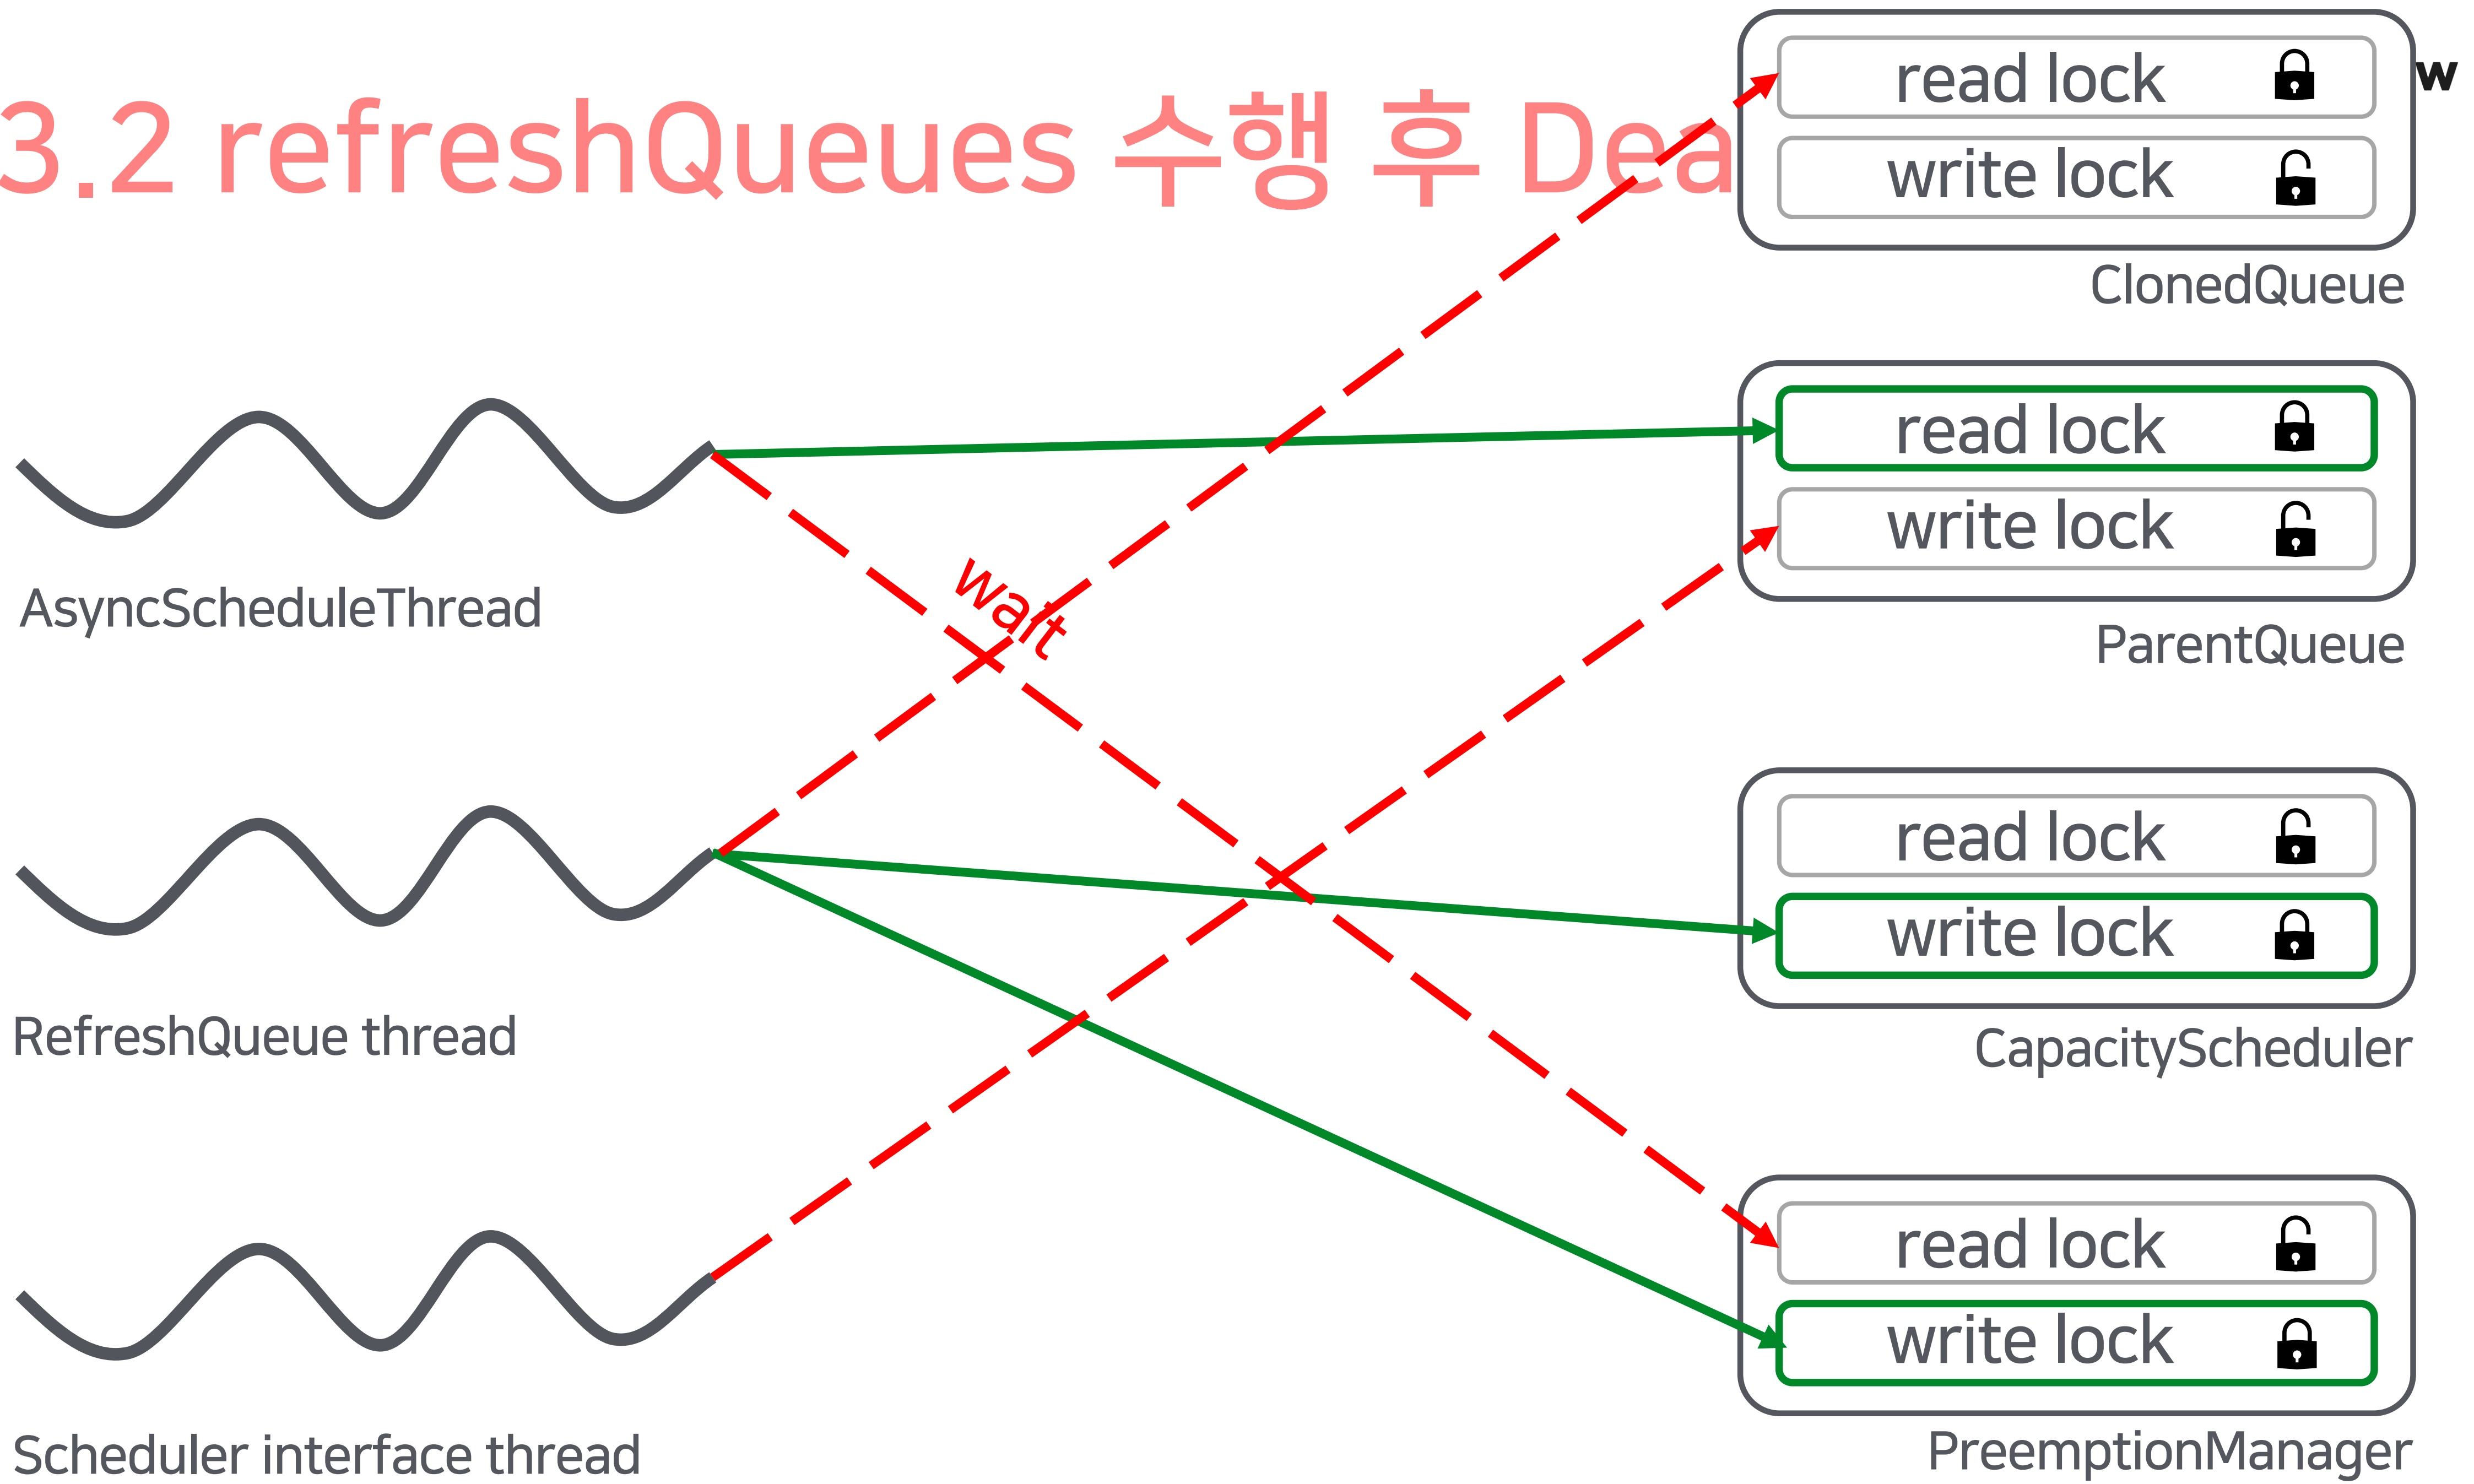 read lock
w
3.2 refreshQueues 수행 후 Dea
write lock
ClonedQueue
read lock
write lock
wait
AsyncScheduleThread
ParentQueue
read lock
write lock
RefreshQueue thread
CapacityScheduler
read lock
write lock
Scheduler interface thread
PreemptionManager